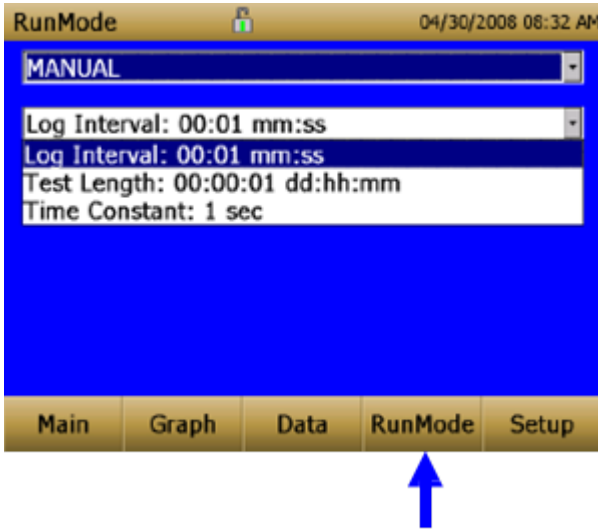 RunMode 04/30/2008 08:32 AM
MANUAL
Log Interval: 00:01 mm:ss
Log Interval: 00:01 mm:ss
Test Length: 00:00:01 dd:hh:mm
Time Constant: 1 sec
Main Graph Data RunMode Setup